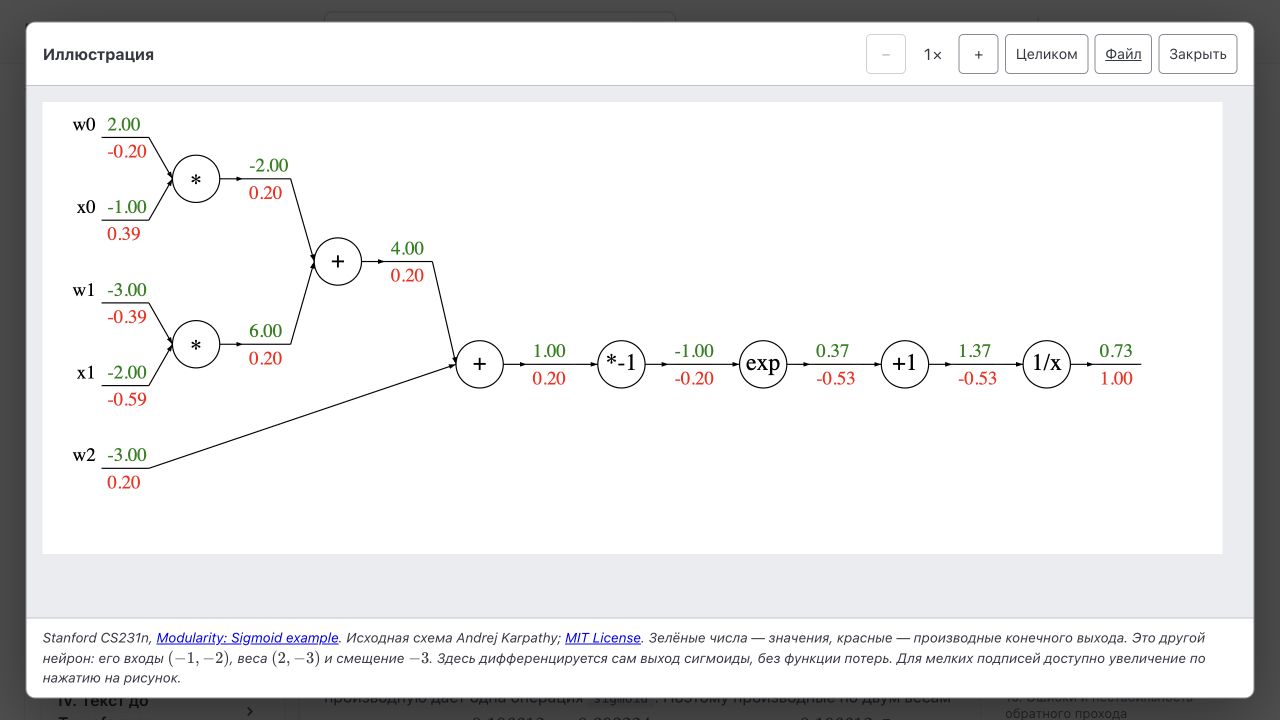 Иллюстрация
−
1×
+
Целиком
Файл
Закрыть
w0 2.00
-0.20
* -2.00
0.20
x0 -1.00
0.39
+ 4.00
0.20
w1 -3.00
-0.39
* 6.00
0.20
x1 -2.00
-0.59
+ 1.00 *-1 -1.00 exp 0.37 +1 1.37 1/x 0.73
0.20 -0.20 -0.53 -0.53 1.00
w2 -3.00
0.20
Stanford CS231n, Modularity: Sigmoid example. Исходная схема Andrej Karpathy; MIT License. Зелёные числа — значения, красные — производные конечного выхода. Это другой
нейрон: его входы (−1, −2), веса (2, −3) и смещение −3. Здесь дифференцируется сам выход сигмоиды, без функции потерь. Для мелких подписей доступно увеличение по
нажатию на рисунок.
IV. Текст до
обратного прохода